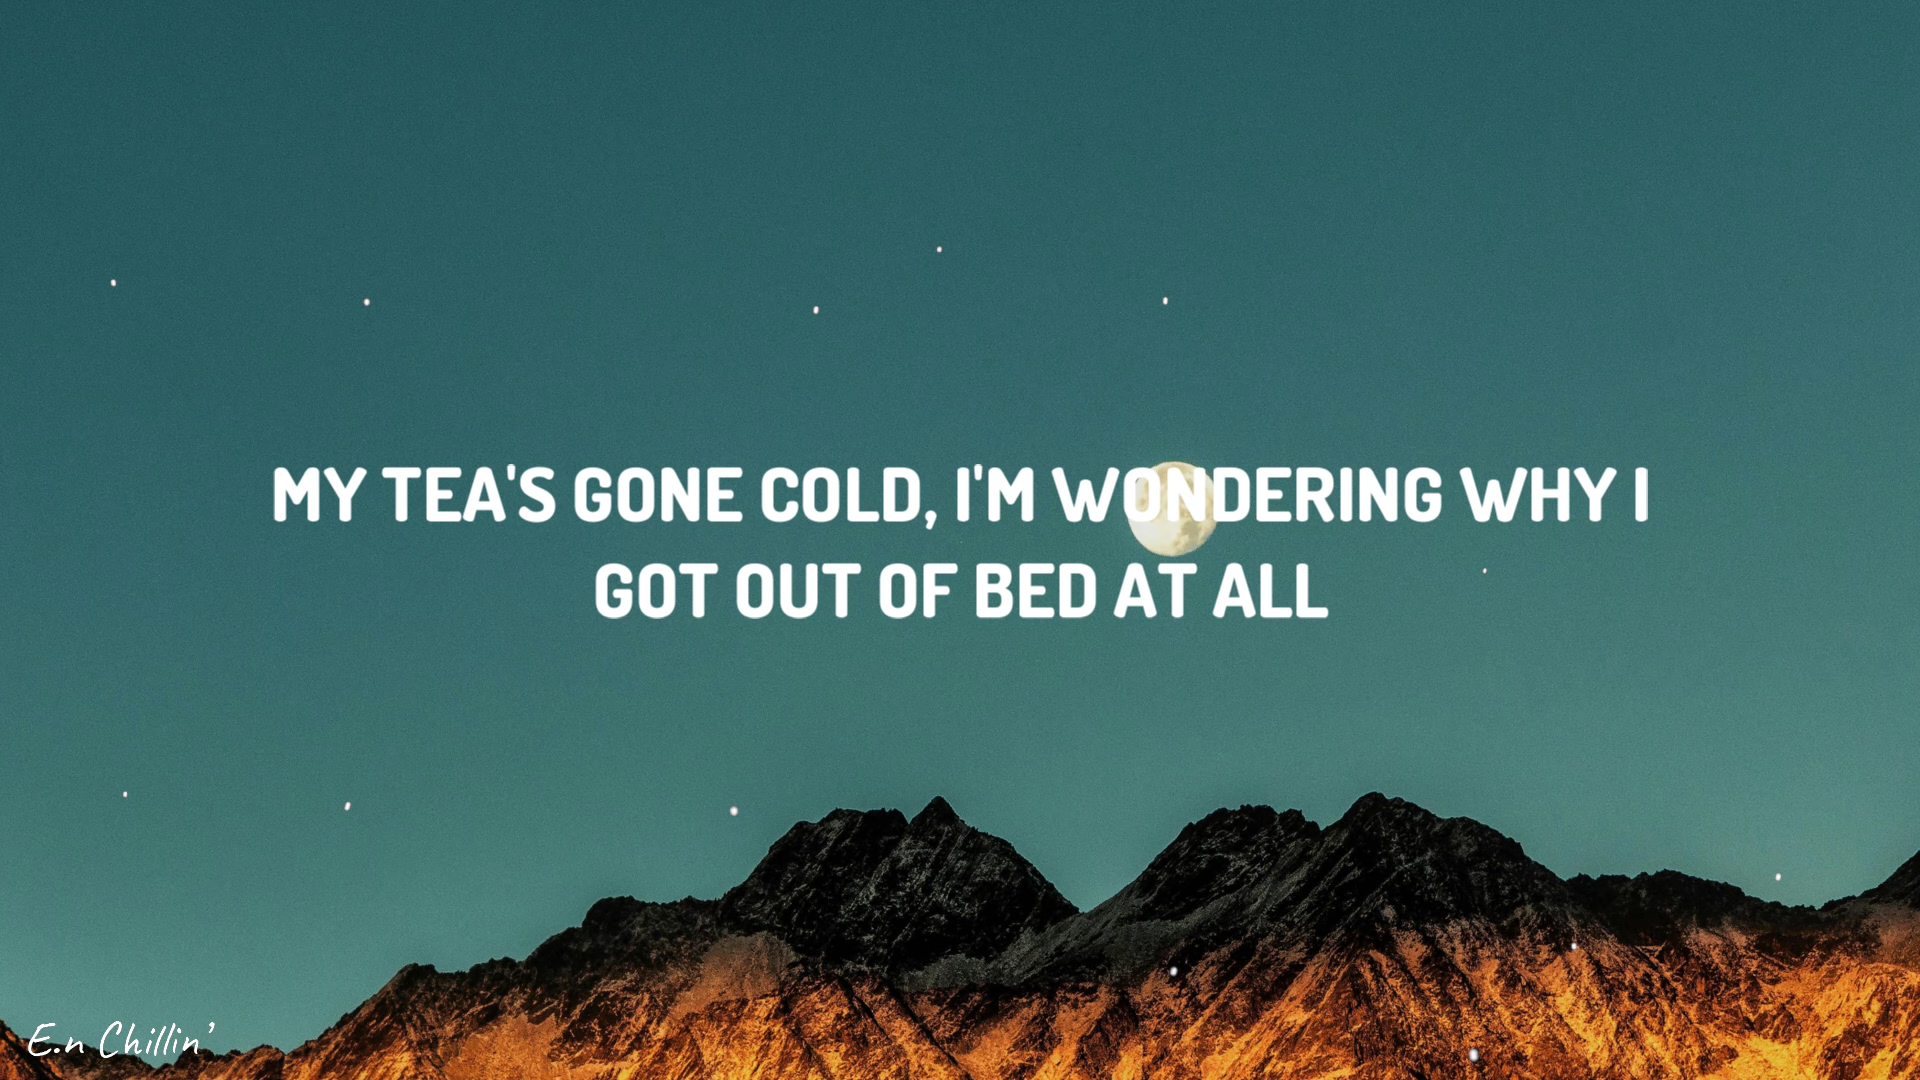 MY TEA'S GONE COLD, I'M WONDERING WHY I
GOT OUT OF BED AT ALL
E.n Chillin'